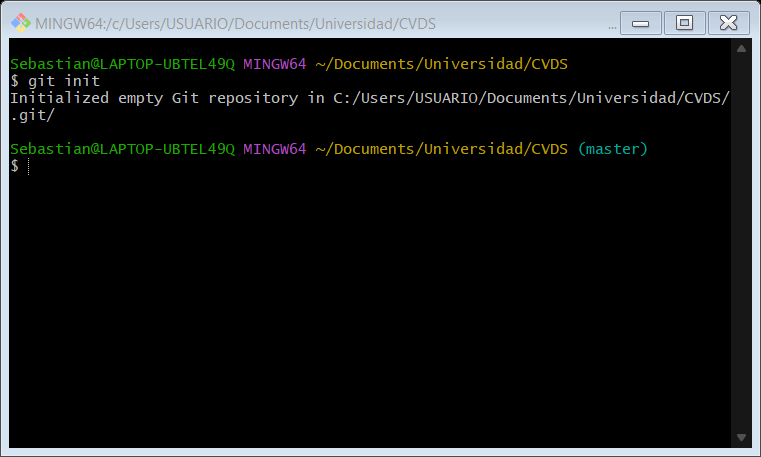 MINGW64:/c/Users/USUARIO/Documents/Universidad/CVDS ...
Sebastian@LAPTOP-UBTEL49Q MINGW64 ~/Documents/Universidad/CVDS
$ git init
Initialized empty Git repository in C:/Users/USUARIO/Documents/Universidad/CVDS/
.git/
Sebastian@LAPTOP-UBTEL49Q MINGW64 ~/Documents/Universidad/CVDS (master)
$